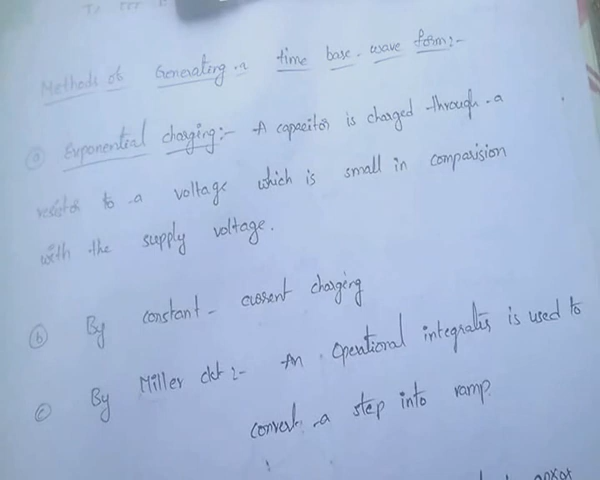 Methods of Generating a time base wave form:-
(a) Exponential charging:- A capacitor is charged through a
resistor to a voltage which is small in comparision
with the supply voltage.
(b) By constant - current charging
(c) By Miller ckt :- An Operational integrator is used to
convert a step into ramp.